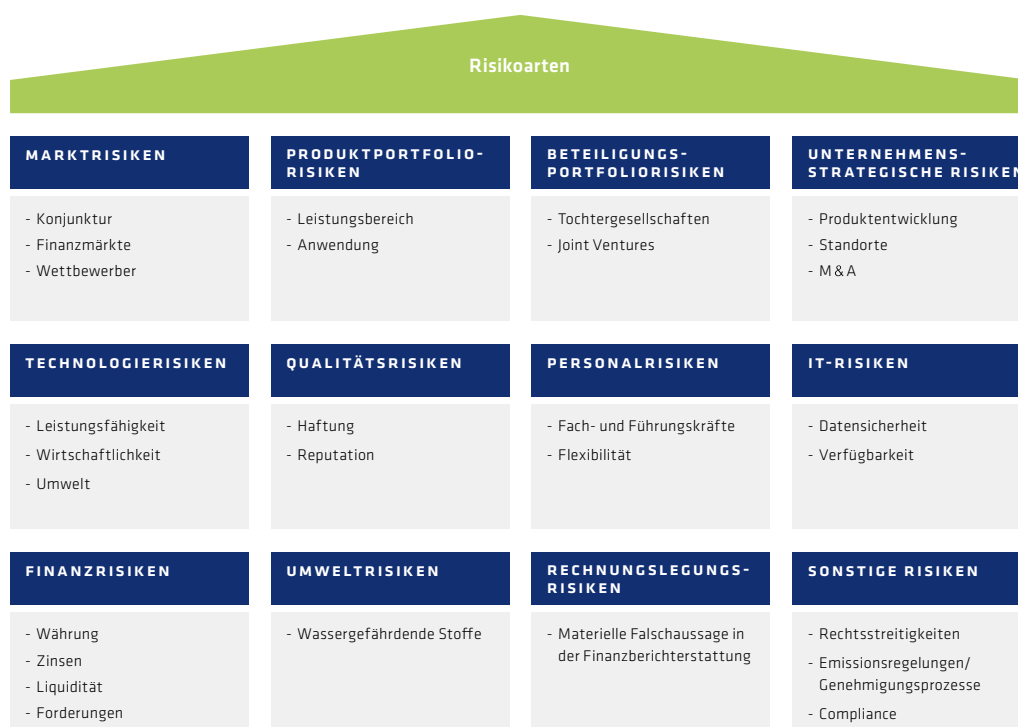 Risikoarten
MARKTRISIKEN
- Konjunktur
- Finanzmärkte
- Wettbewerber
PRODUKTPORTFOLIO-
RISIKEN
- Leistungsbereich
- Anwendung
BETEILIGUNGS-
PORTFOLIORISIKEN
- Tochtergesellschaften
- Joint Ventures
UNTERNEHMENS-
STRATEGISCHE RISIKEN
- Produktentwicklung
- Standorte
- M & A
TECHNOLOGIERISIKEN
- Leistungsfähigkeit
- Wirtschaftlichkeit
- Umwelt
QUALITÄTSRISIKEN
- Haftung
- Reputation
PERSONALRISIKEN
- Fach- und Führungskräfte
- Flexibilität
IT-RISIKEN
- Datensicherheit
- Verfügbarkeit
FINANZRISIKEN
- Währung
- Zinsen
- Liquidität
- Forderungen
UMWELTRISIKEN
- Wassergefährdende Stoffe
RECHNUNGSLEGUNGS-
RISIKEN
- Materielle Falschaussage in
der Finanzberichterstattung
SONSTIGE RISIKEN
- Rechtsstreitigkeiten
- Emissionsregelungen/
Genehmigungsprozesse
- Compliance